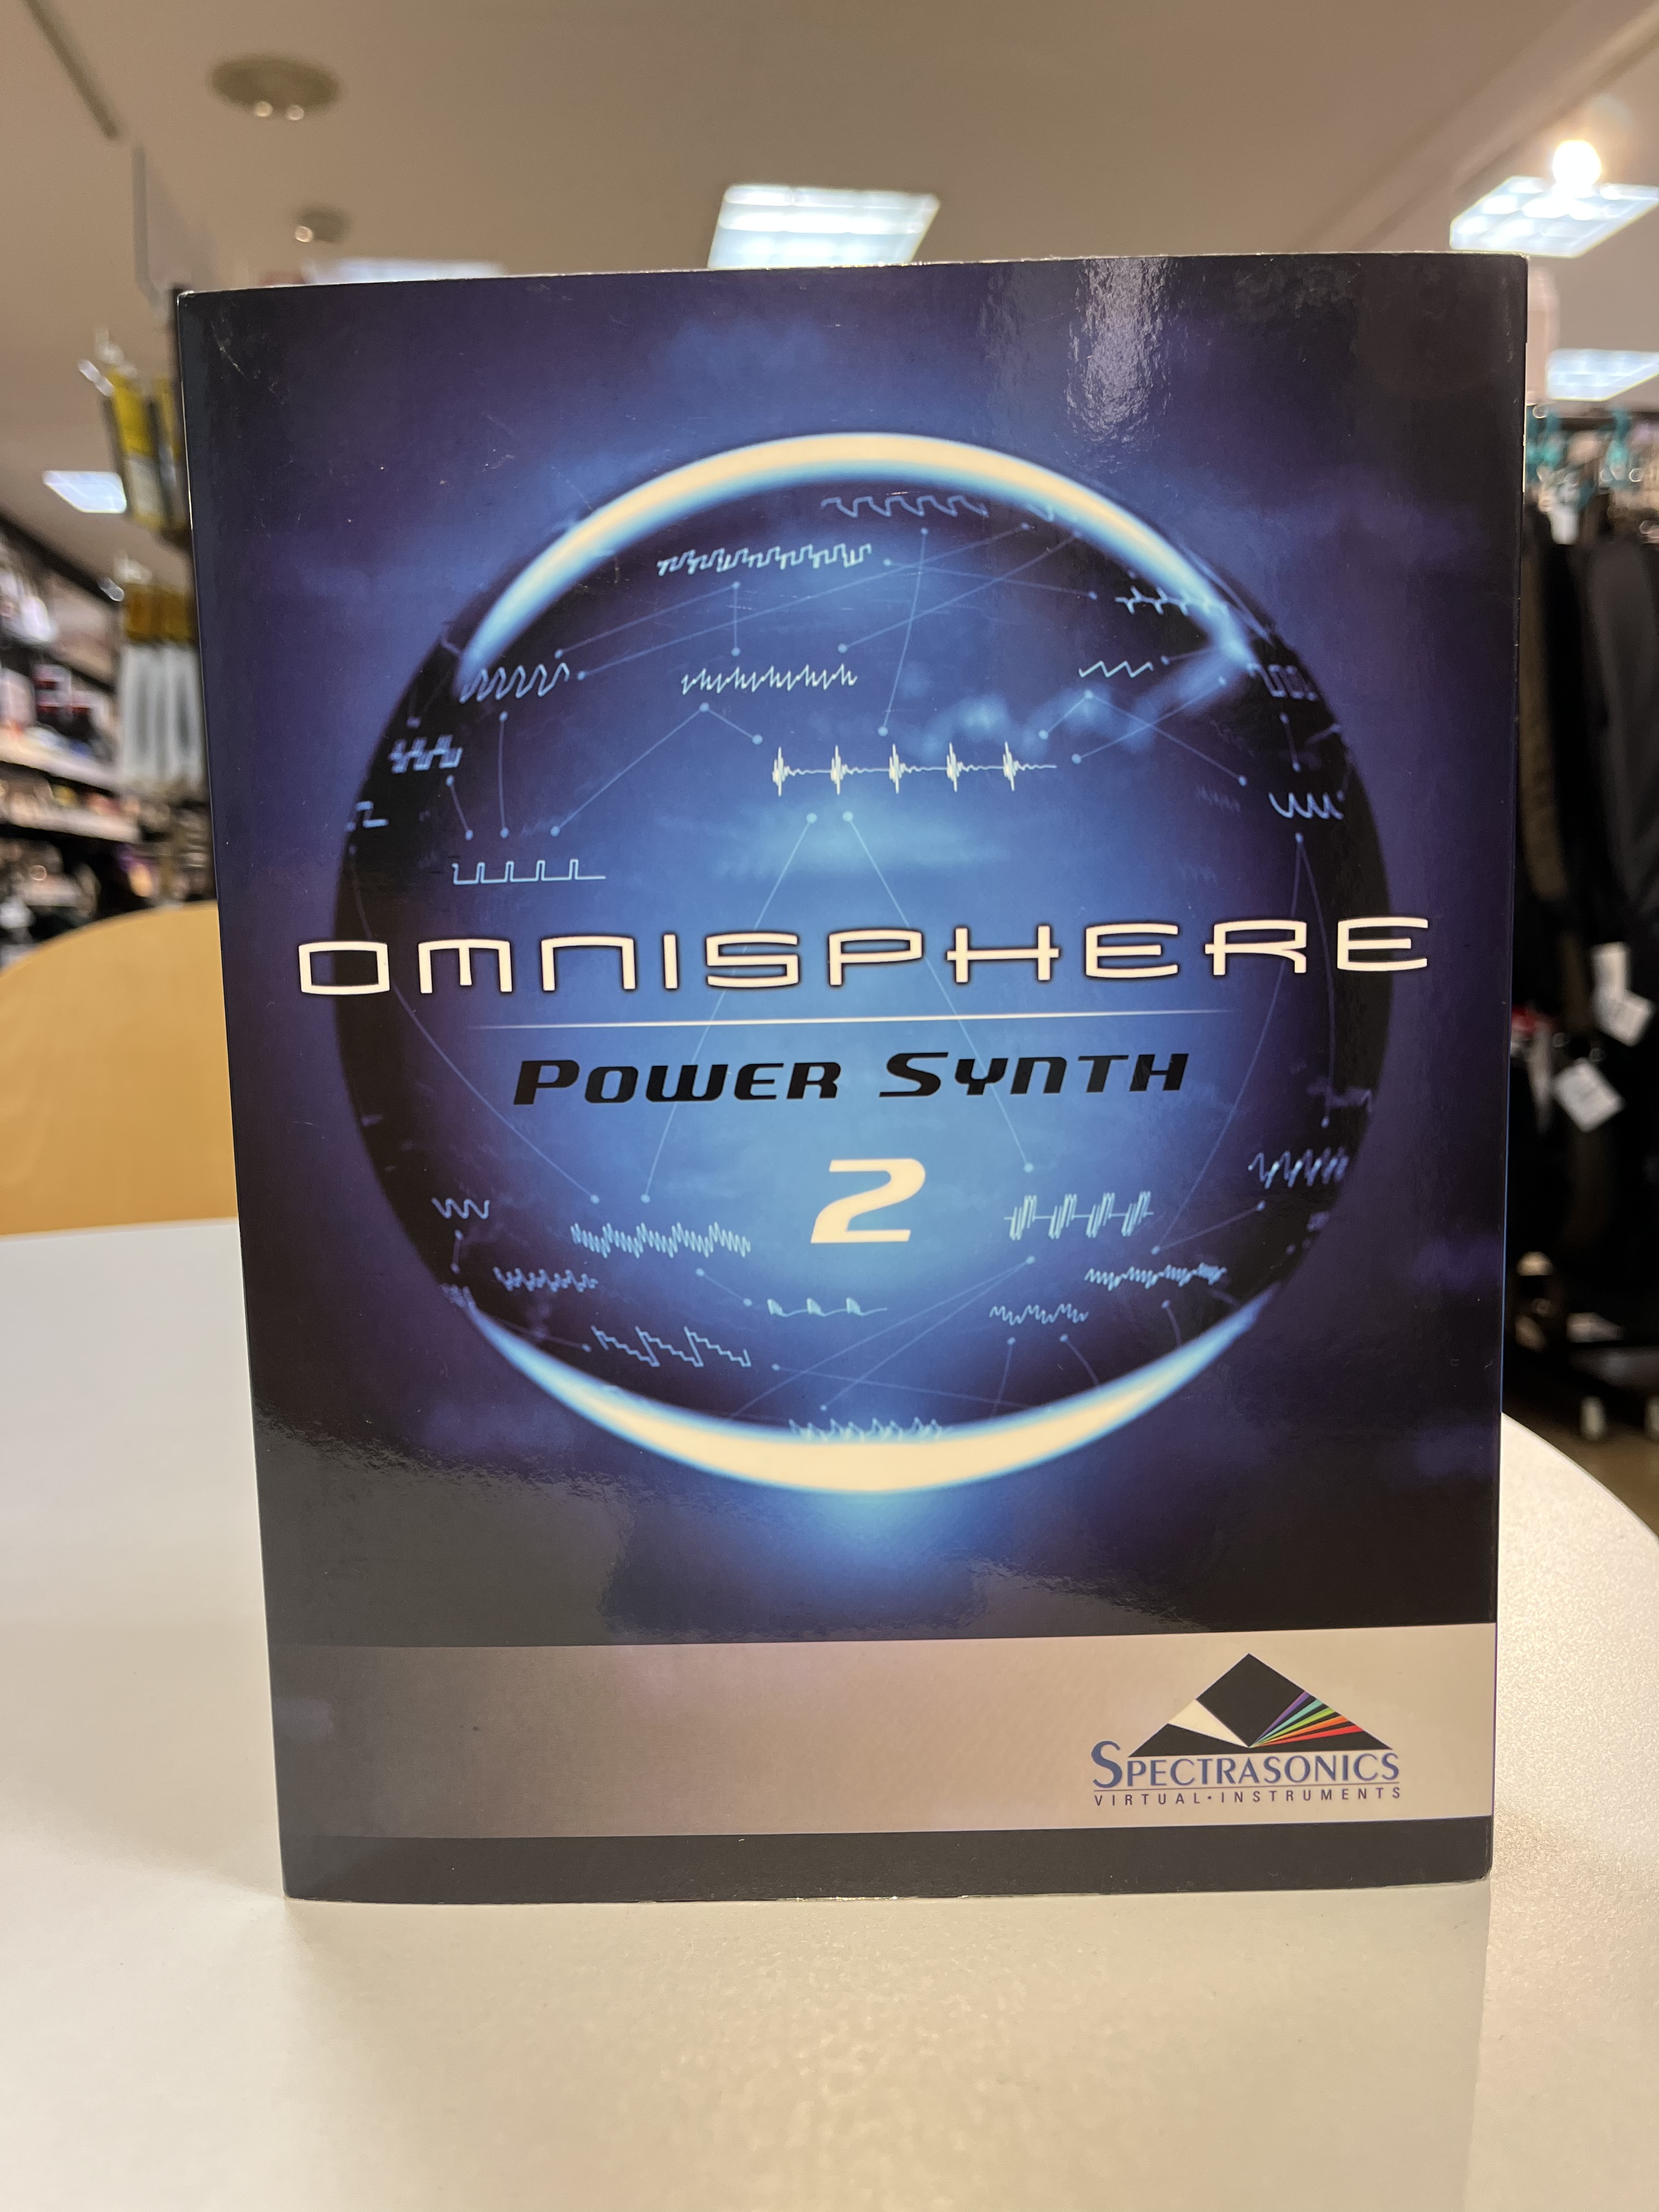 OMNISPHERE
POWER SYNTH
2
SPECTRASONICS
VIRTUAL•INSTRUMENTS